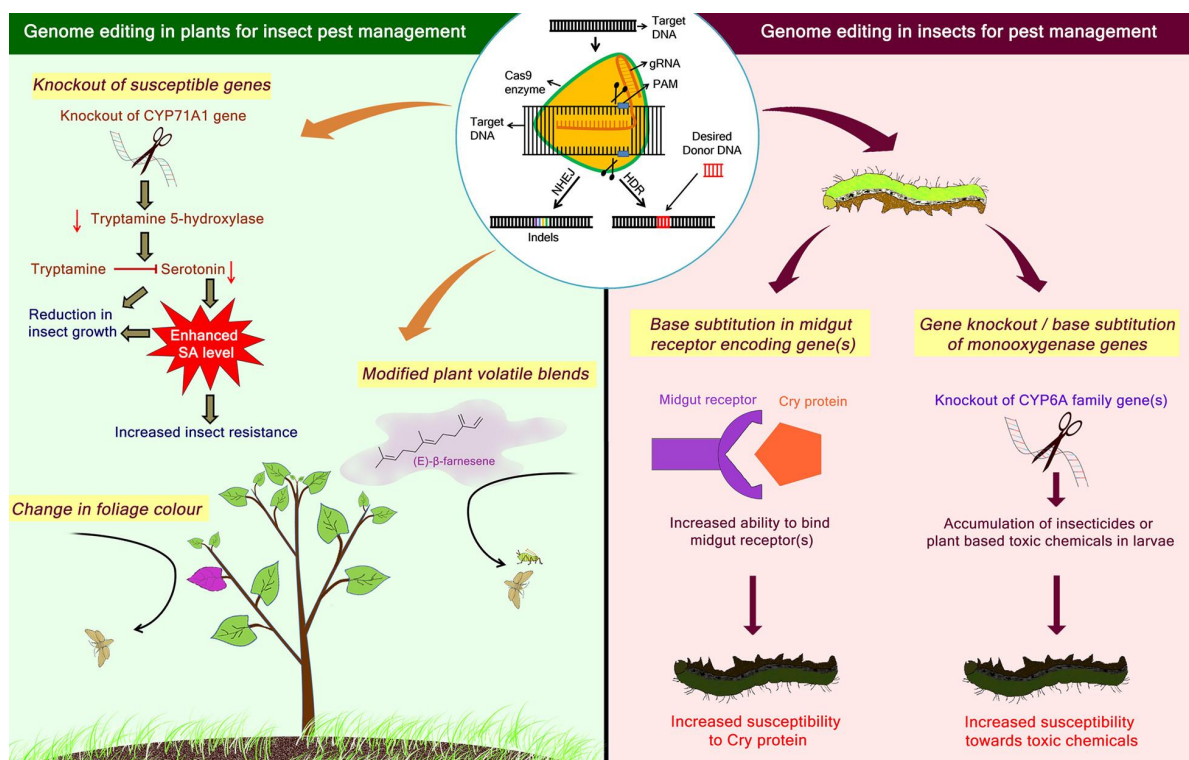 Genome editing in plants for insect pest management
Genome editing in insects for pest management
Target
DNA
gRNA
PAM
Cas9
enzyme
Target
DNA
Desired
Donor DNA
NHEJ
HDR
Indels
Knockout of susceptible genes
Knockout of CYP71A1 gene
Tryptamine 5-hydroxylase
Tryptamine
Serotonin
Reduction in
insect growth
Enhanced
SA level
Increased insect resistance
Modified plant volatile blends
(E)-β-farnesene
Change in foliage colour
Base subtitution in midgut
receptor encoding gene(s)
Midgut receptor
Cry protein
Increased ability to bind
midgut receptor(s)
Increased susceptibility
to Cry protein
Gene knockout / base subtitution
of monooxygenase genes
Knockout of CYP6A family gene(s)
Accumulation of insecticides or
plant based toxic chemicals in larvae
Increased susceptibility
towards toxic chemicals